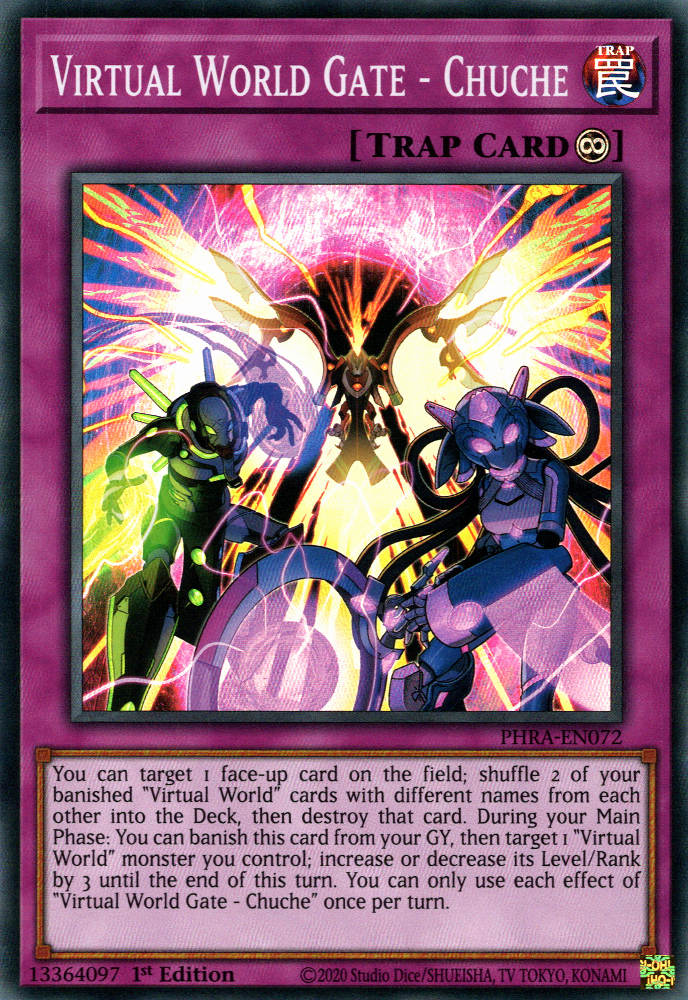 VIRTUAL WORLD GATE - CHUCHE
TRAP
罠
[TRAP CARD∞]
PHRA-EN072
You can target 1 face-up card on the field; shuffle 2 of your
banished "Virtual World" cards with different names from each
other into the Deck, then destroy that card. During your Main
Phase: You can banish this card from your GY, then target 1 "Virtual
World" monster you control; increase or decrease its Level/Rank
by 3 until the end of this turn. You can only use each effect of
"Virtual World Gate - Chuche" once per turn.
13364097 1st Edition ©2020 Studio Dice/SHUEISHA, TV TOKYO, KONAMI